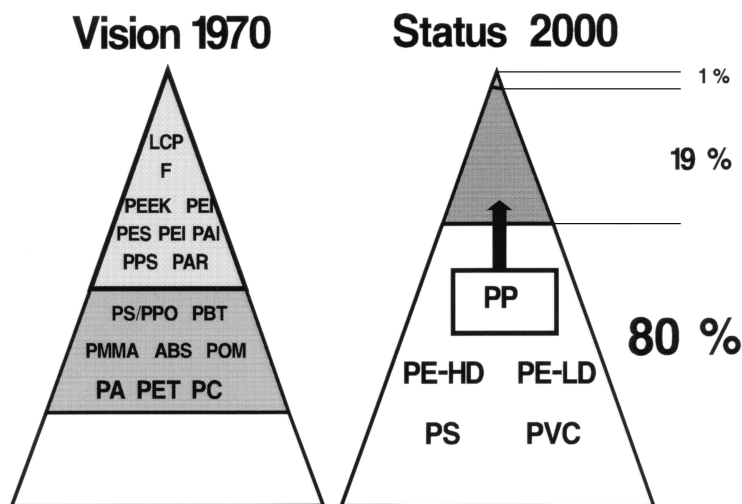 Vision 1970
LCP
F
PEEK PEI
PES PEI PAI
PPS PAR
PS/PPO PBT
PMMA ABS POM
PA PET PC
Status 2000
1 %
19 %
80 %
PP
PE-HD PE-LD
PS PVC